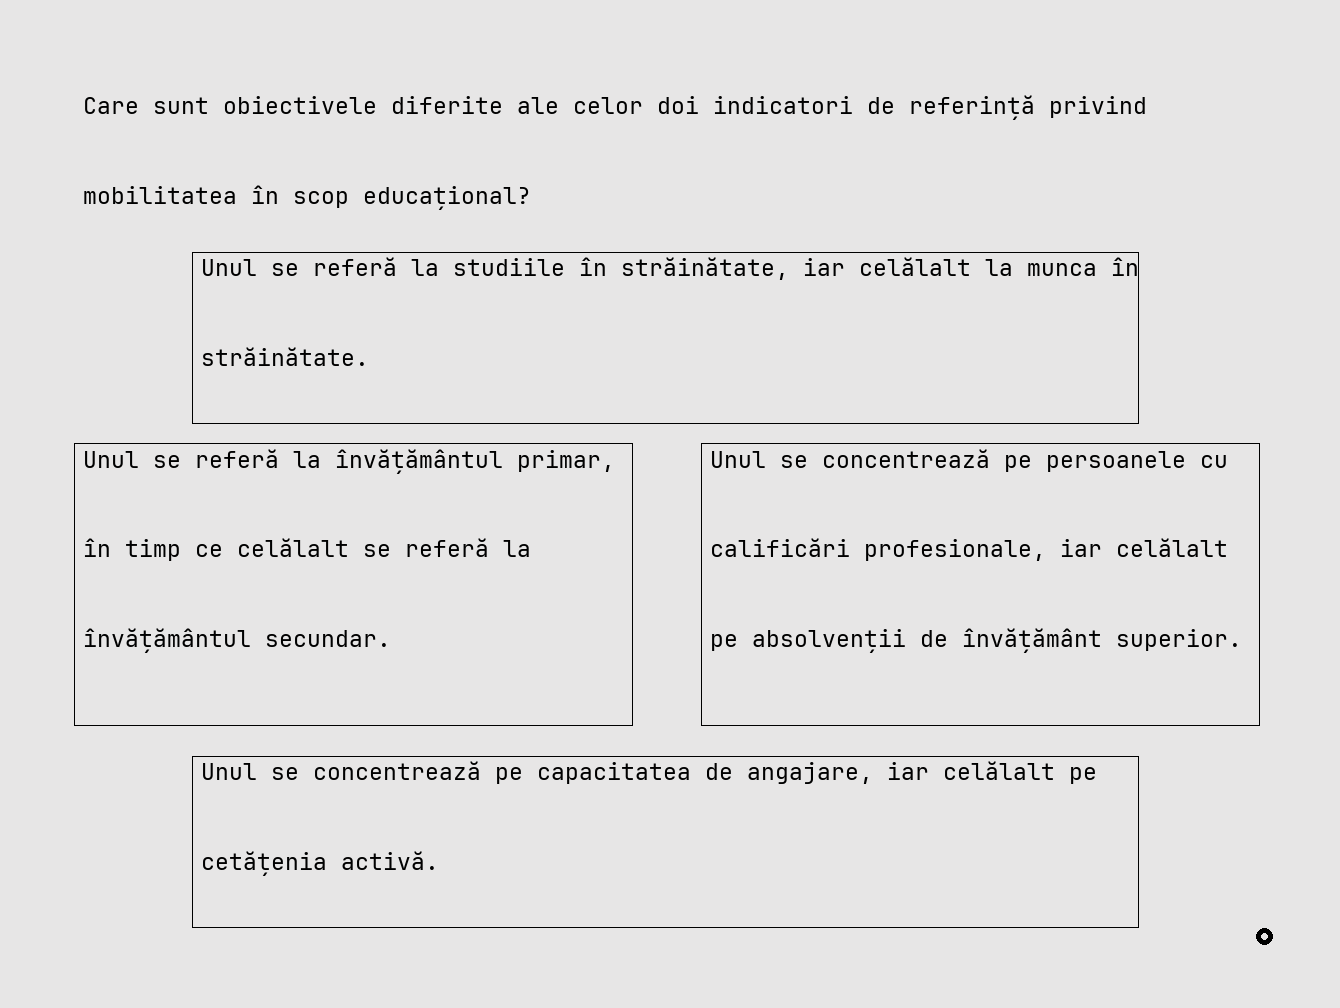 Care sunt obiectivele diferite ale celor doi indicatori de referință privind
mobilitatea în scop educațional?
Unul se referă la studiile în străinătate, iar celălalt la munca în
străinătate.
Unul se referă la învățământul primar,
în timp ce celălalt se referă la
învățământul secundar.
Unul se concentrează pe persoanele cu
calificări profesionale, iar celălalt
pe absolvenții de învățământ superior.
Unul se concentrează pe capacitatea de angajare, iar celălalt pe
cetățenia activă.